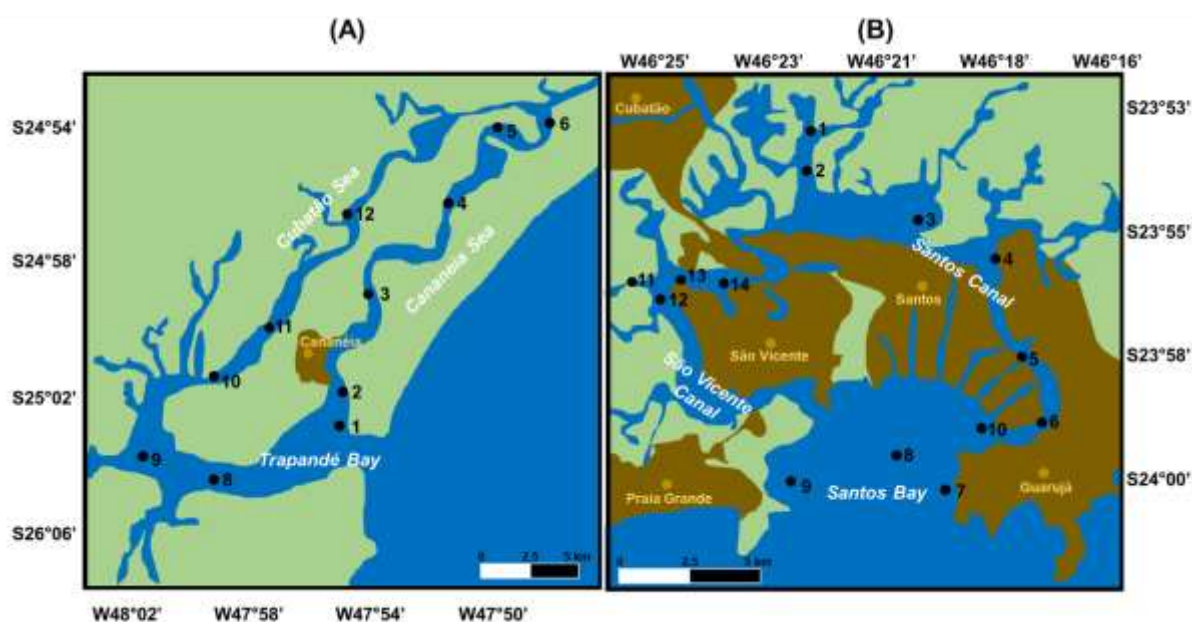 (A)
S24°54'
S24°58'
S25°02'
S26°06'
W48°02' W47°58' W47°54' W47°50'
Cubatão Sea
Cananéia Sea
Cananéia
Trapandé Bay
1
2
3
4
5
6
8
9
10
11
12
0 2.5 5 km
(B)
W46°25' W46°23' W46°21' W46°18' W46°16'
S23°53'
S23°55'
S23°58'
S24°00'
Cubatão
Santos Canal
Santos
São Vicente
São Vicente
Canal
Praia Grande
Santos Bay
Guarujá
1
2
3
4
5
6
7
8
9
10
11
12
13
14
0 2.5 5 km